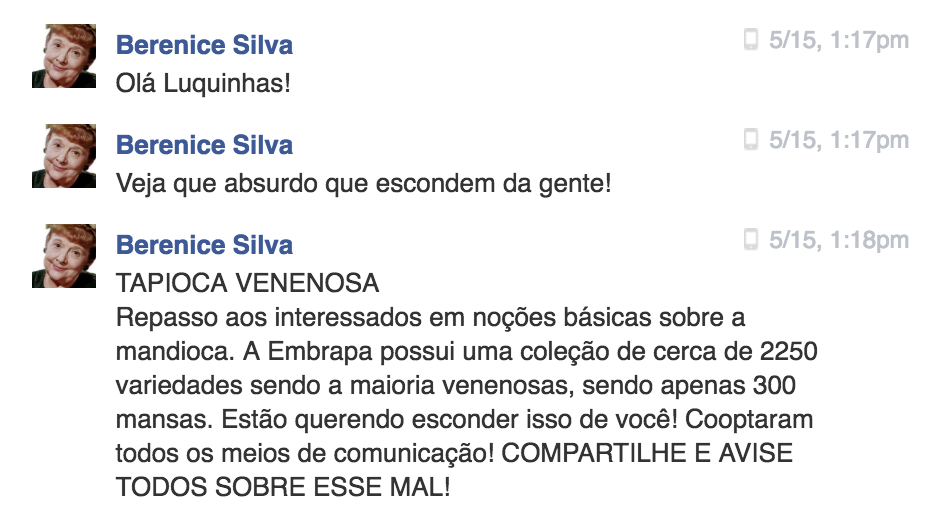 Berenice Silva 5/15, 1:17pm
Olá Luquinhas!
Berenice Silva 5/15, 1:17pm
Veja que absurdo que escondem da gente!
Berenice Silva 5/15, 1:18pm
TAPIOCA VENENOSA
Repasso aos interessados em noções básicas sobre a
mandioca. A Embrapa possui uma coleção de cerca de 2250
variedades sendo a maioria venenosas, sendo apenas 300
mansas. Estão querendo esconder isso de você! Cooptaram
todos os meios de comunicação! COMPARTILHE E AVISE
TODOS SOBRE ESSE MAL!